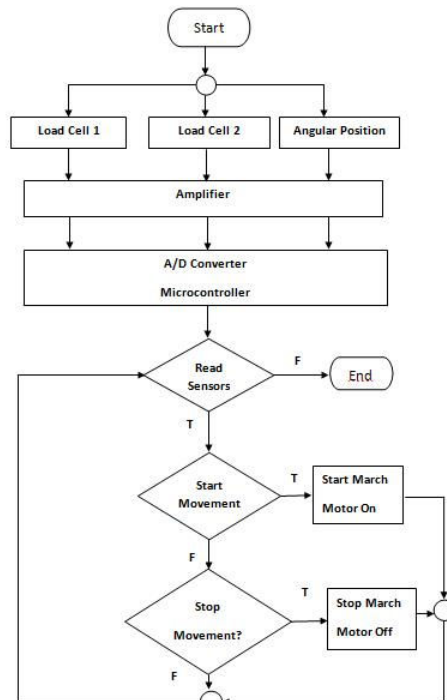 Start
Load Cell 1
Load Cell 2
Angular Position
Amplifier
A/D Converter
Microcontroller
Read
Sensors
F
End
T
Start
Movement
T
Start March
Motor On
F
Stop
Movement?
T
Stop March
Motor Off
F